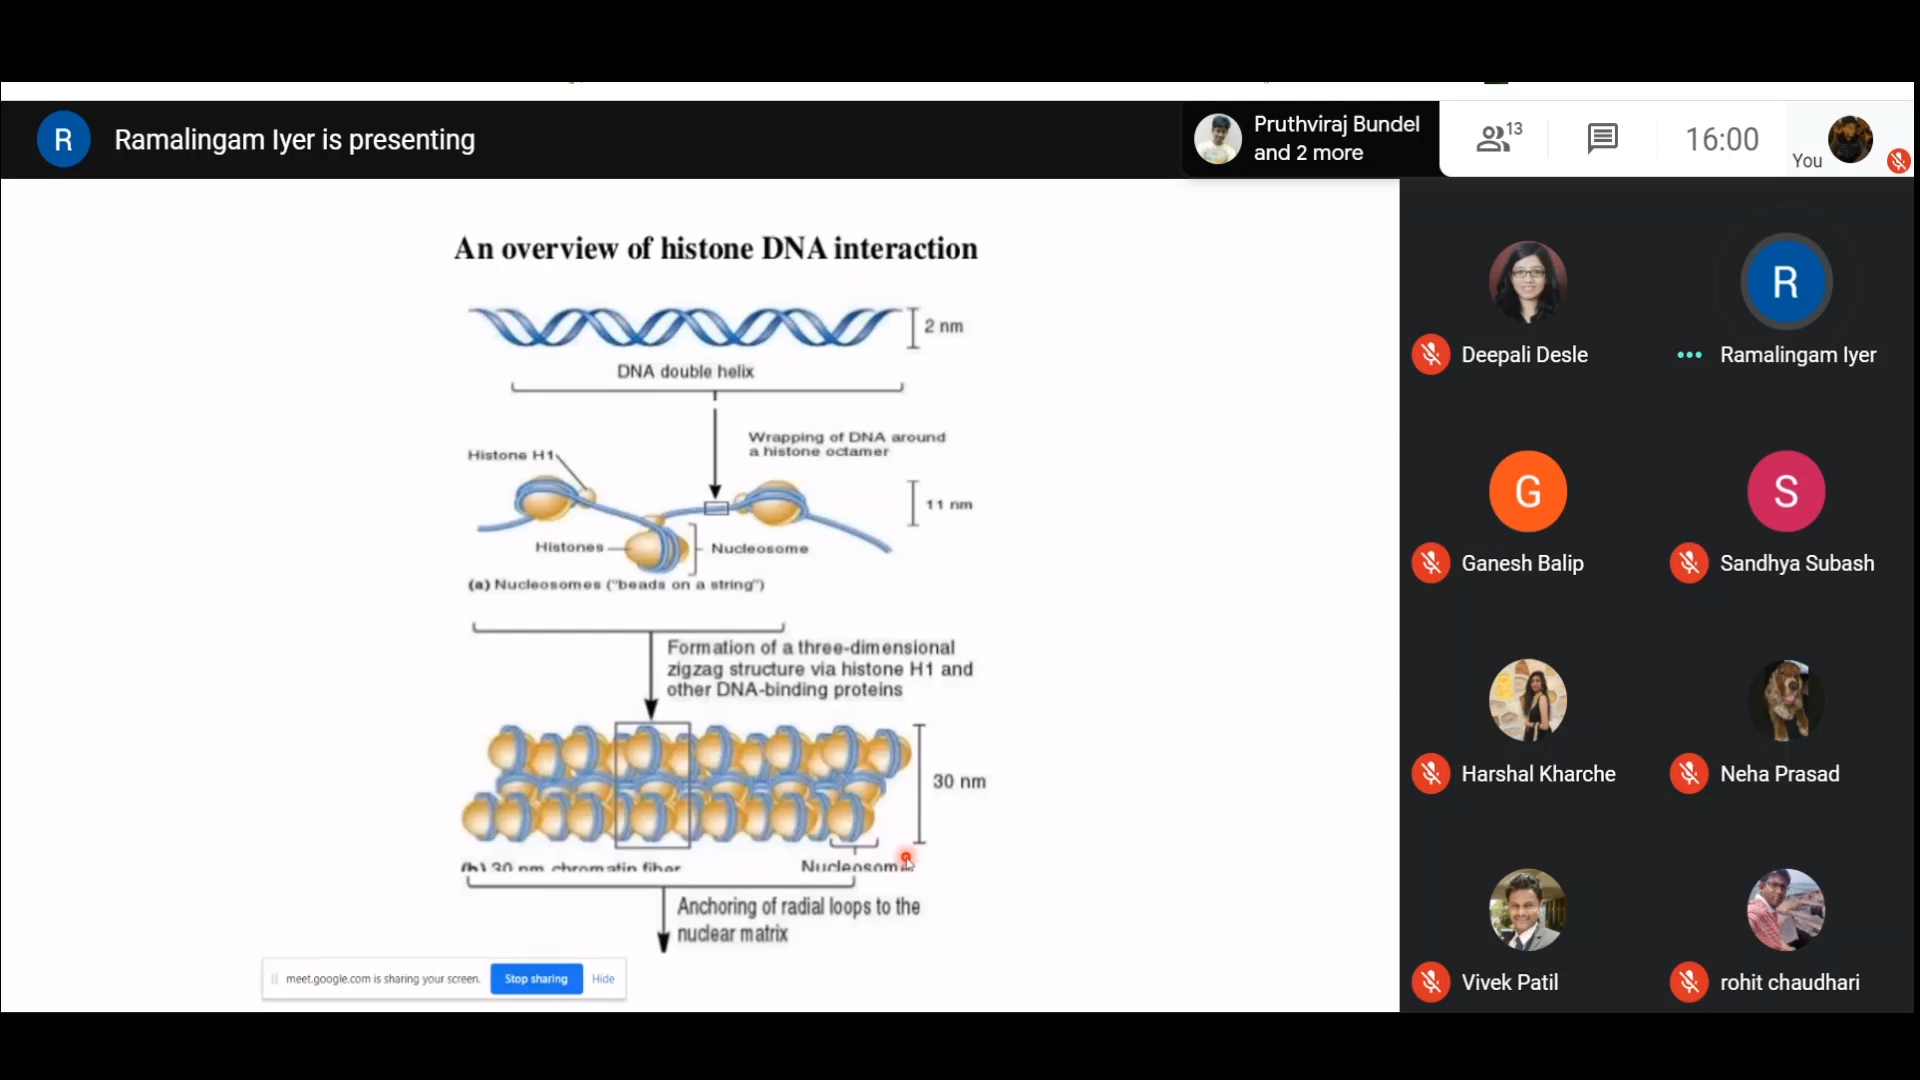 R
Ramalingam Iyer is presenting
Pruthviraj Bundel
and 2 more
13
16:00
You
An overview of histone DNA interaction
2 nm
DNA double helix
Wrapping of DNA around
a histone octamer
Histone H1
11 nm
Histones
Nucleosome
(a) Nucleosomes ("beads on a string")
Formation of a three-dimensional
zigzag structure via histone H1 and
other DNA-binding proteins
30 nm
(b) 30 nm chromatin fiber
Nucleosome
Anchoring of radial loops to the
nuclear matrix
meet.google.com is sharing your screen.
Stop sharing
Hide
Deepali Desle
R
Ramalingam Iyer
G
Ganesh Balip
S
Sandhya Subash
Harshal Kharche
Neha Prasad
Vivek Patil
rohit chaudhari